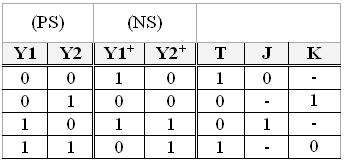 (PS) (NS)
Y1 Y2 Y1+ Y2+ T J K
0 0 1 0 1 0 -
0 1 0 0 0 - 1
1 0 1 1 0 1 -
1 1 0 1 1 - 0